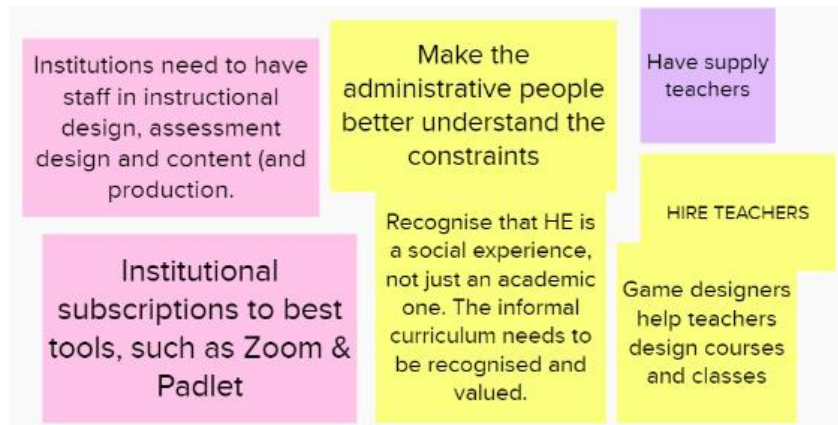 Institutions need to have
staff in instructional
design, assessment
design and content (and
production.
Make the
administrative people
better understand the
constraints
Have supply
teachers
Institutional
subscriptions to best
tools, such as Zoom &
Padlet
Recognise that HE is
a social experience,
not just an academic
one. The informal
curriculum needs to
be recognised and
valued.
HIRE TEACHERS
Game designers
help teachers
design courses
and classes